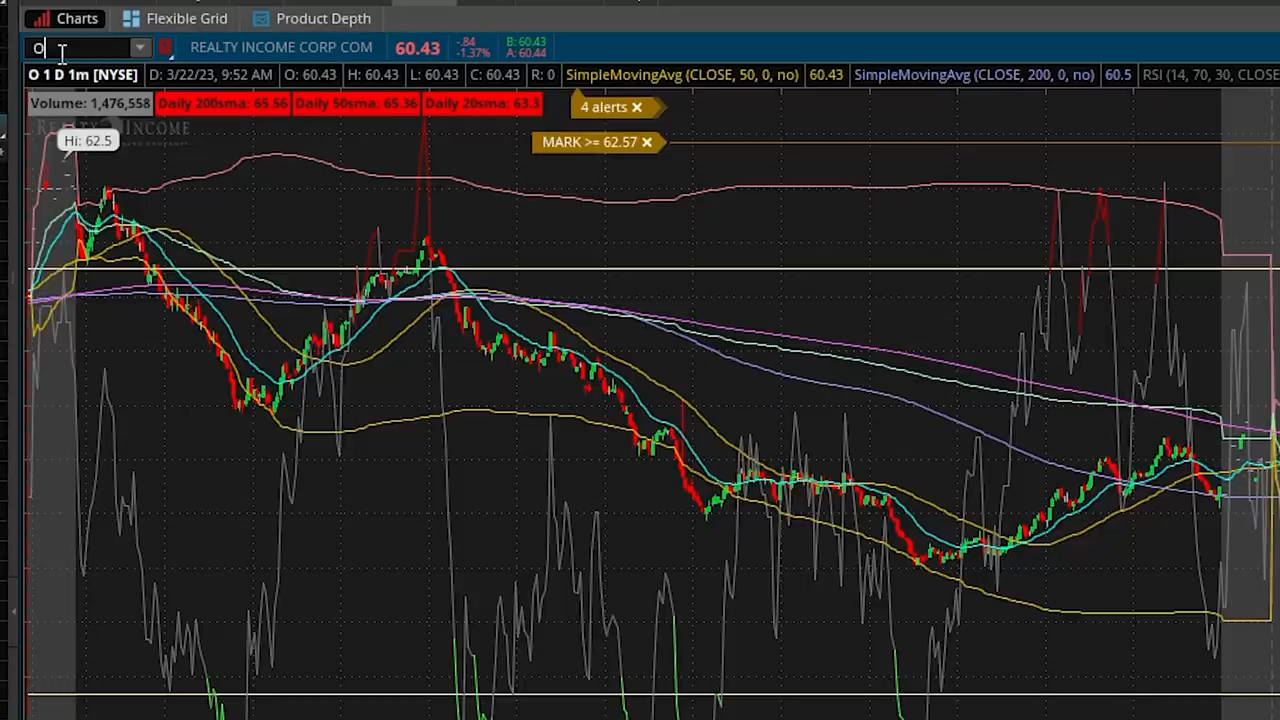 Charts Flexible Grid Product Depth
O REALTY INCOME CORP COM 60.43 -.84 -1.37% B: 60.43 A: 60.44
O 1 D 1m [NYSE] D: 3/22/23, 9:52 AM O: 60.43 H: 60.43 L: 60.43 C: 60.43 R: 0 SimpleMovingAvg (CLOSE, 50, 0, no) 60.43 SimpleMovingAvg (CLOSE, 200, 0, no) 60.5 RSI (14, 70, 30, CLOSE
Volume: 1,476,558 Daily 200sma: 65.56 Daily 50sma: 65.36 Daily 20sma: 63.3 4 alerts
REALTY INCOME
Hi: 62.5 MARK >= 62.57